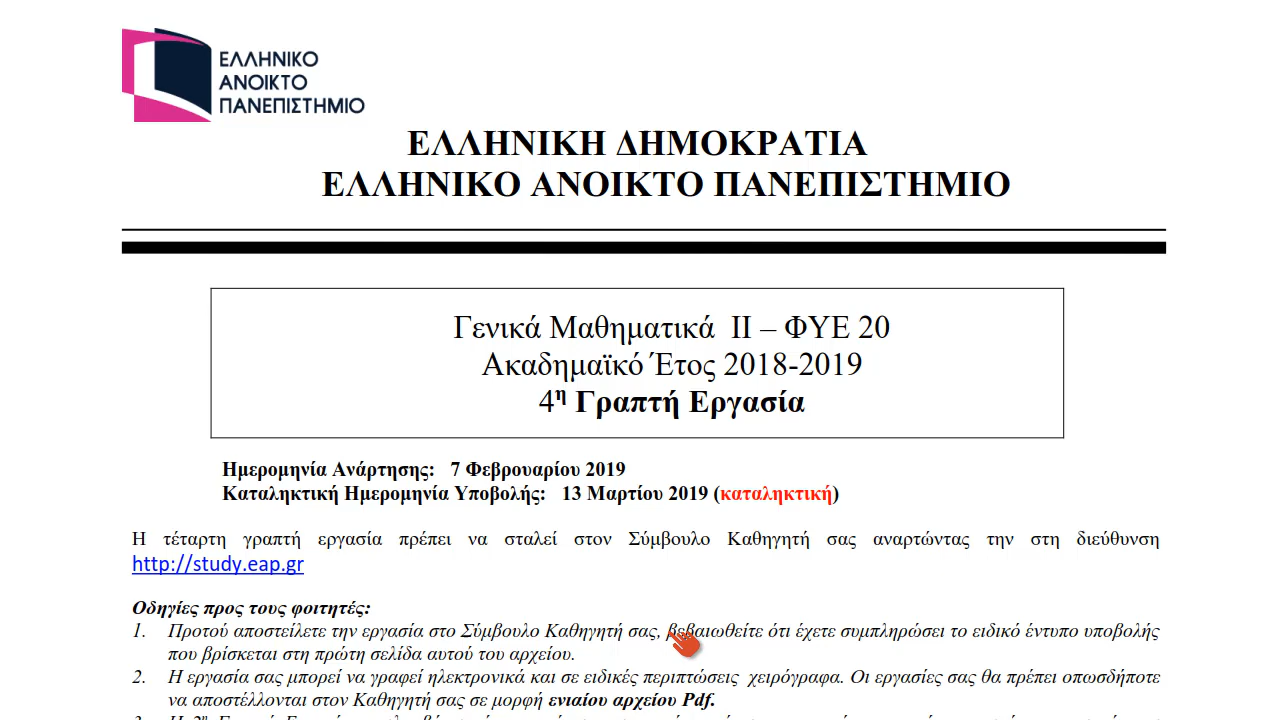 ΕΛΛΗΝΙΚΟ
ΑΝΟΙΚΤΟ
ΠΑΝΕΠΙΣΤΗΜΙΟ
ΕΛΛΗΝΙΚΗ ΔΗΜΟΚΡΑΤΙΑ
ΕΛΛΗΝΙΚΟ ΑΝΟΙΚΤΟ ΠΑΝΕΠΙΣΤΗΜΙΟ
Γενικά Μαθηματικά ΙΙ – ΦΥΕ 20
Ακαδημαϊκό Έτος 2018-2019
4η Γραπτή Εργασία
Ημερομηνία Ανάρτησης: 7 Φεβρουαρίου 2019
Καταληκτική Ημερομηνία Υποβολής: 13 Μαρτίου 2019 (καταληκτική)
Η τέταρτη γραπτή εργασία πρέπει να σταλεί στον Σύμβουλο Καθηγητή σας αναρτώντας την στη διεύθυνση
http://study.eap.gr
Οδηγίες προς τους φοιτητές:
1. Προτού αποστείλετε την εργασία στο Σύμβουλο Καθηγητή σας, βεβαιωθείτε ότι έχετε συμπληρώσει το ειδικό έντυπο υποβολής
που βρίσκεται στη πρώτη σελίδα αυτού του αρχείου.
2. Η εργασία σας μπορεί να γραφεί ηλεκτρονικά και σε ειδικές περιπτώσεις χειρόγραφα. Οι εργασίες σας θα πρέπει οπωσδήποτε
να αποστέλλονται στον Καθηγητή σας σε μορφή ενιαίου αρχείου Pdf.